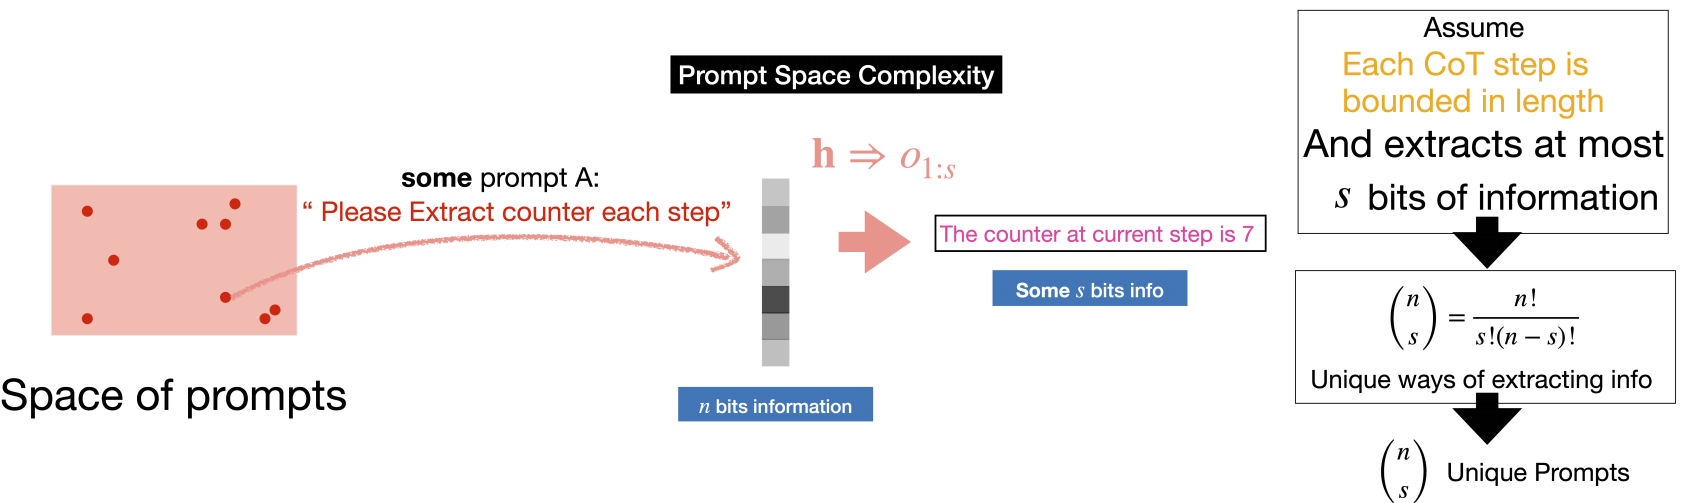 Prompt Space Complexity
some prompt A:
“ Please Extract counter each step”
Space of prompts
n bits information
h ⇒ o_{1:s}
The counter at current step is 7
Some s bits info
Assume
Each CoT step is
bounded in length
And extracts at most
s bits of information
\binom{n}{s} = \frac{n!}{s!(n − s)!}
Unique ways of extracting info
\binom{n}{s} Unique Prompts